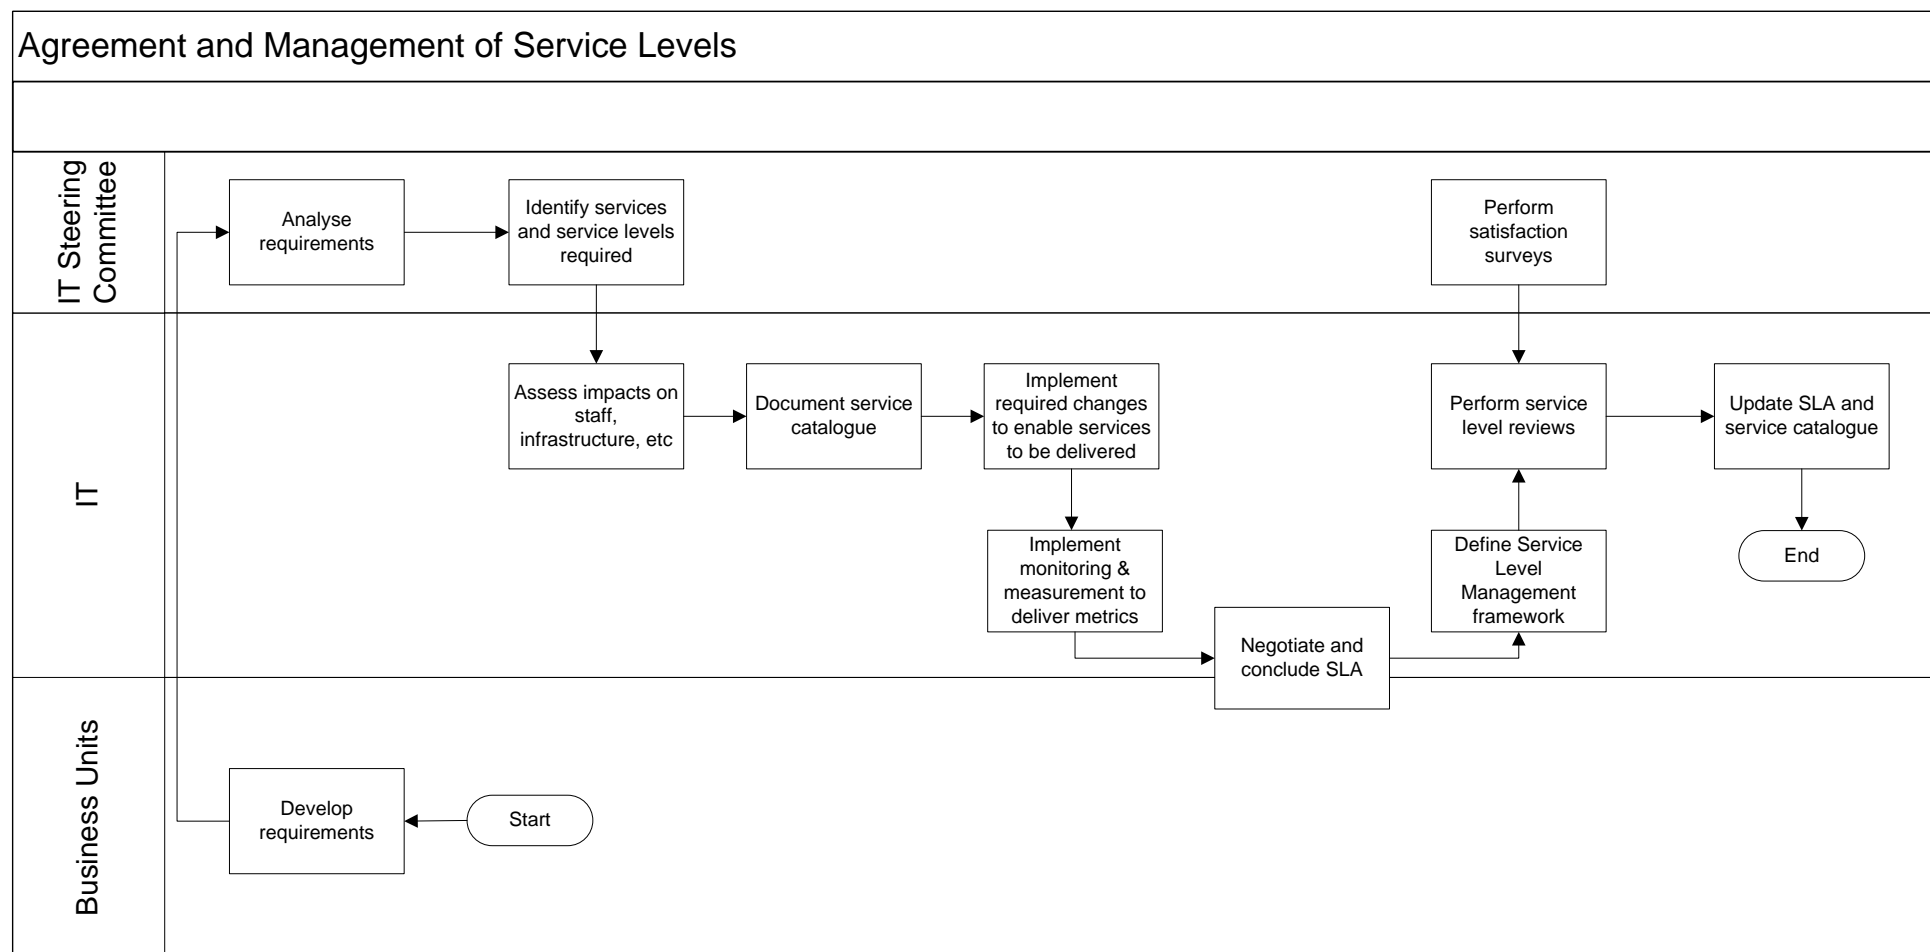 Agreement and Management of Service Levels
IT Steering
Committee
Analyse
requirements
Identify services
and service levels
required
Perform
satisfaction
surveys
IT
Assess impacts on
staff,
infrastructure, etc
Document service
catalogue
Implement
required changes
to enable services
to be delivered
Perform service
level reviews
Update SLA and
service catalogue
Implement
monitoring &
measurement to
deliver metrics
Negotiate and
conclude SLA
Define Service
Level
Management
framework
End
Business Units
Develop
requirements
Start